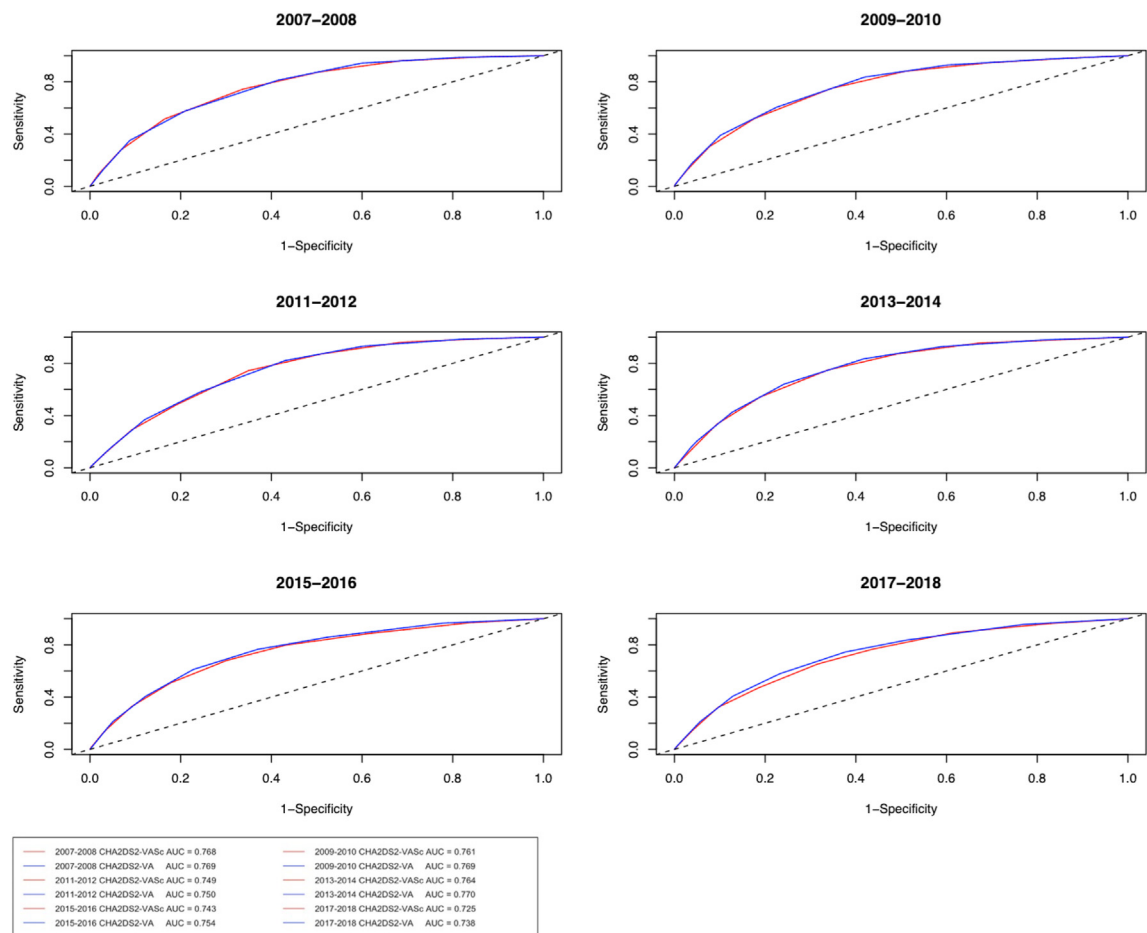 2007−2008
Sensitivity
0.0 0.4 0.8
0.0 0.2 0.4 0.6 0.8 1.0
1−Specificity
2009−2010
Sensitivity
0.0 0.4 0.8
0.0 0.2 0.4 0.6 0.8 1.0
1−Specificity
2011−2012
Sensitivity
0.0 0.4 0.8
0.0 0.2 0.4 0.6 0.8 1.0
1−Specificity
2013−2014
Sensitivity
0.0 0.4 0.8
0.0 0.2 0.4 0.6 0.8 1.0
1−Specificity
2015−2016
Sensitivity
0.0 0.4 0.8
0.0 0.2 0.4 0.6 0.8 1.0
1−Specificity
2017−2018
Sensitivity
0.0 0.4 0.8
0.0 0.2 0.4 0.6 0.8 1.0
1−Specificity
2007-2008 CHA2DS2-VASc AUC = 0.768
2007-2008 CHA2DS2-VA AUC = 0.769
2011-2012 CHA2DS2-VASc AUC = 0.749
2011-2012 CHA2DS2-VA AUC = 0.750
2015-2016 CHA2DS2-VASc AUC = 0.743
2015-2016 CHA2DS2-VA AUC = 0.754
2009-2010 CHA2DS2-VASc AUC = 0.761
2009-2010 CHA2DS2-VA AUC = 0.769
2013-2014 CHA2DS2-VASc AUC = 0.764
2013-2014 CHA2DS2-VA AUC = 0.770
2017-2018 CHA2DS2-VASc AUC = 0.725
2017-2018 CHA2DS2-VA AUC = 0.738